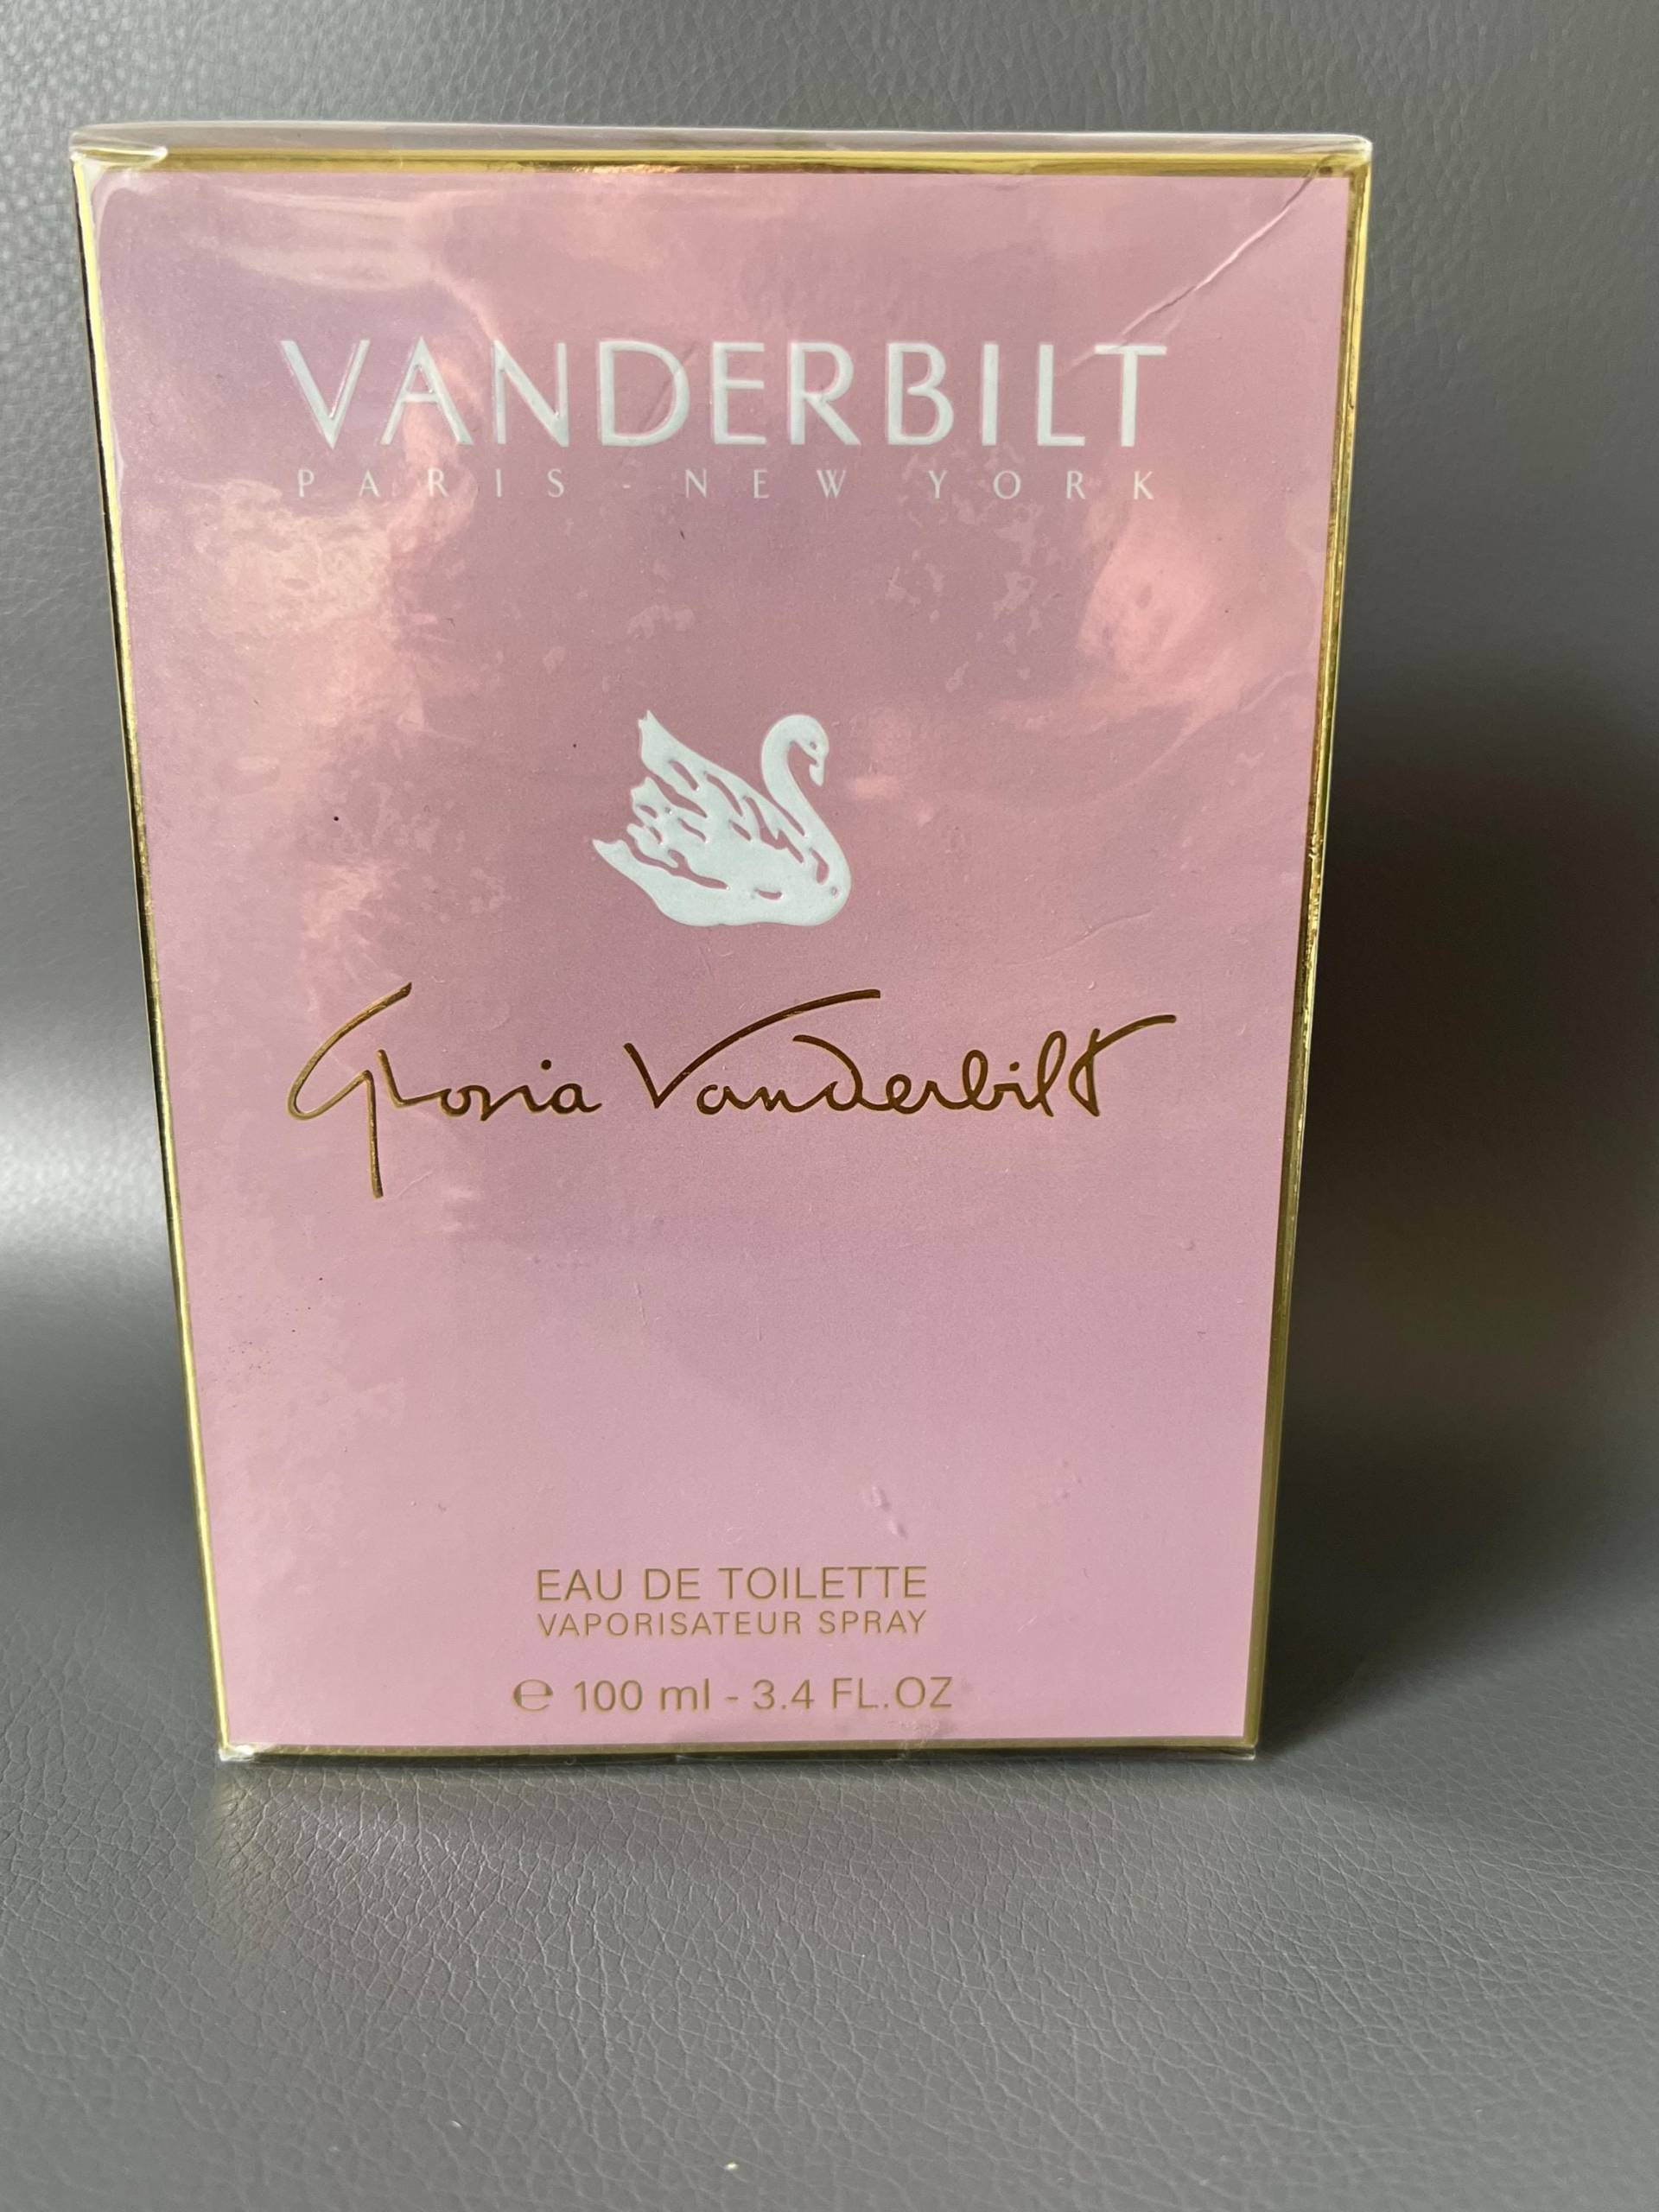 VANDERBILT
PARIS - NEW YORK
Gloria Vanderbilt
EAU DE TOILETTE
VAPORISATEUR SPRAY
℮ 100 ml - 3.4 FL.OZ